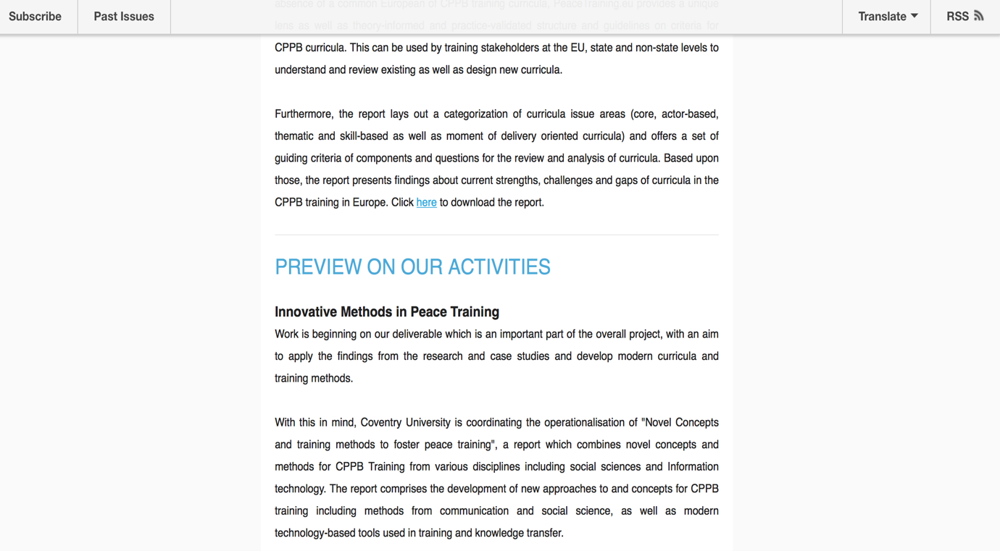 Subscribe
Past Issues
Translate
RSS
absence of a common European of CPPB training curricula, PeaceTraining.eu provides a unique
lens as well as theory-informed and practice-validated structure and guidelines on criteria for
CPPB curricula. This can be used by training stakeholders at the EU, state and non-state levels to
understand and review existing as well as design new curricula.
Furthermore, the report lays out a categorization of curricula issue areas (core, actor-based,
thematic and skill-based as well as moment of delivery oriented curricula) and offers a set of
guiding criteria of components and questions for the review and analysis of curricula. Based upon
those, the report presents findings about current strengths, challenges and gaps of curricula in the
CPPB training in Europe. Click here to download the report.
PREVIEW ON OUR ACTIVITIES
Innovative Methods in Peace Training
Work is beginning on our deliverable which is an important part of the overall project, with an aim
to apply the findings from the research and case studies and develop modern curricula and
training methods.
With this in mind, Coventry University is coordinating the operationalisation of "Novel Concepts
and training methods to foster peace training", a report which combines novel concepts and
methods for CPPB Training from various disciplines including social sciences and Information
technology. The report comprises the development of new approaches to and concepts for CPPB
training including methods from communication and social science, as well as modern
technology-based tools used in training and knowledge transfer.